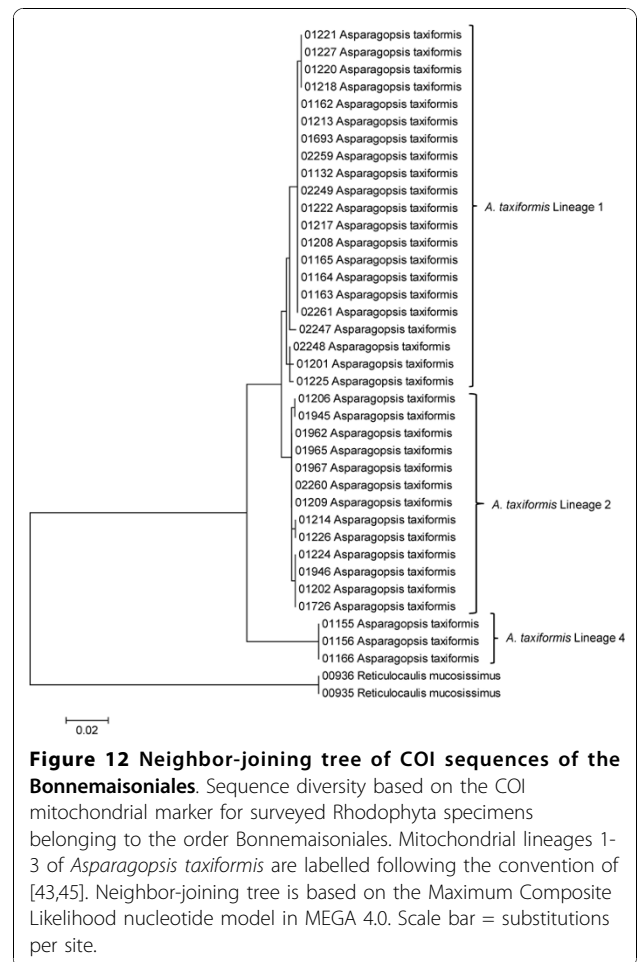 01221 Asparagopsis taxiformis
01227 Asparagopsis taxiformis
01220 Asparagopsis taxiformis
01218 Asparagopsis taxiformis
01162 Asparagopsis taxiformis
01213 Asparagopsis taxiformis
01693 Asparagopsis taxiformis
02259 Asparagopsis taxiformis
01132 Asparagopsis taxiformis
02249 Asparagopsis taxiformis
01222 Asparagopsis taxiformis
01217 Asparagopsis taxiformis
01208 Asparagopsis taxiformis
01165 Asparagopsis taxiformis
01164 Asparagopsis taxiformis
01163 Asparagopsis taxiformis
02261 Asparagopsis taxiformis
02247 Asparagopsis taxiformis
02248 Asparagopsis taxiformis
01201 Asparagopsis taxiformis
01225 Asparagopsis taxiformis
A. taxiformis Lineage 1
01206 Asparagopsis taxiformis
01945 Asparagopsis taxiformis
01962 Asparagopsis taxiformis
01965 Asparagopsis taxiformis
01967 Asparagopsis taxiformis
02260 Asparagopsis taxiformis
01209 Asparagopsis taxiformis
01214 Asparagopsis taxiformis
01226 Asparagopsis taxiformis
01224 Asparagopsis taxiformis
01946 Asparagopsis taxiformis
01202 Asparagopsis taxiformis
01726 Asparagopsis taxiformis
A. taxiformis Lineage 2
01155 Asparagopsis taxiformis
01156 Asparagopsis taxiformis
01166 Asparagopsis taxiformis
A. taxiformis Lineage 4
00936 Reticulocaulis mucosissimus
00935 Reticulocaulis mucosissimus
0.02
Figure 12 Neighbor-joining tree of COI sequences of the
Bonnemaisoniales. Sequence diversity based on the COI
mitochondrial marker for surveyed Rhodophyta specimens
belonging to the order Bonnemaisoniales. Mitochondrial lineages 1-
3 of Asparagopsis taxiformis are labelled following the convention of
[43,45]. Neighbor-joining tree is based on the Maximum Composite
Likelihood nucleotide model in MEGA 4.0. Scale bar = substitutions
per site.